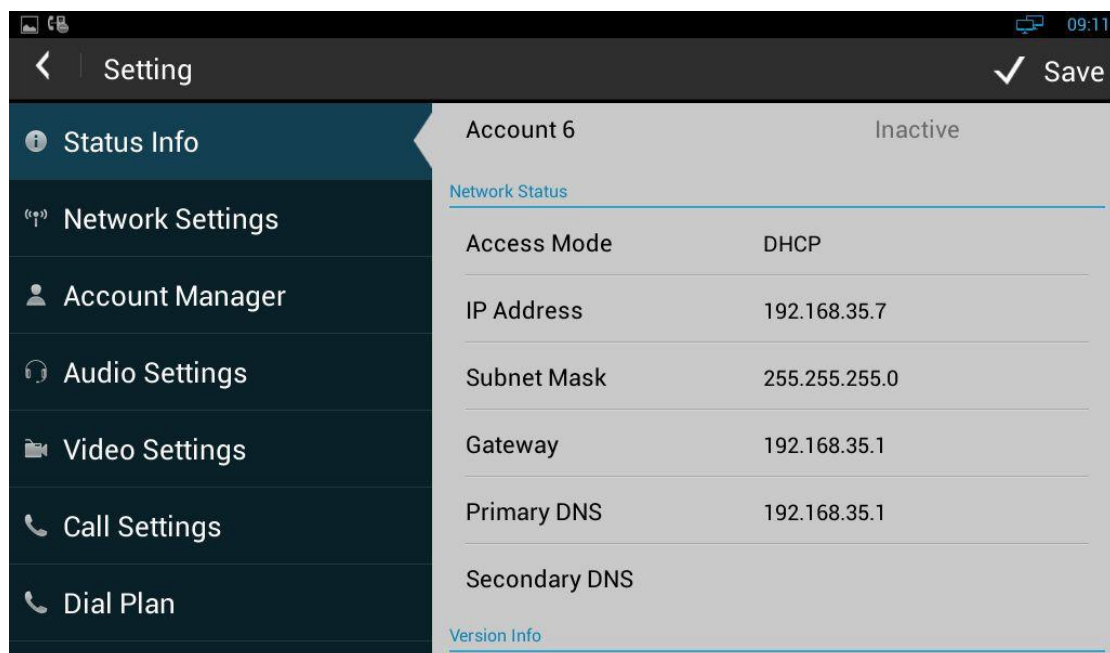 09:11
Setting
Save
Status Info
Network Settings
Account Manager
Audio Settings
Video Settings
Call Settings
Dial Plan
Account 6 Inactive
Network Status
Access Mode DHCP
IP Address 192.168.35.7
Subnet Mask 255.255.255.0
Gateway 192.168.35.1
Primary DNS 192.168.35.1
Secondary DNS
Version Info